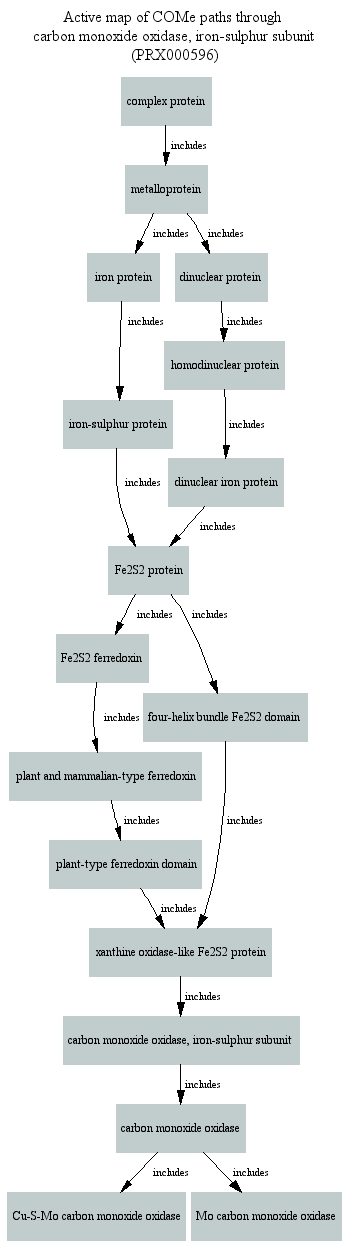 Active map of COMe paths through
carbon monoxide oxidase, iron-sulphur subunit
(PRX000596)
complex protein
includes
metalloprotein
includes
includes
iron protein
dinuclear protein
includes
includes
homodinuclear protein
iron-sulphur protein
includes
dinuclear iron protein
includes
includes
Fe2S2 protein
includes
includes
Fe2S2 ferredoxin
four-helix bundle Fe2S2 domain
includes
plant and mammalian-type ferredoxin
includes
includes
plant-type ferredoxin domain
includes
xanthine oxidase-like Fe2S2 protein
includes
carbon monoxide oxidase, iron-sulphur subunit
includes
carbon monoxide oxidase
includes
includes
Cu-S-Mo carbon monoxide oxidase
Mo carbon monoxide oxidase